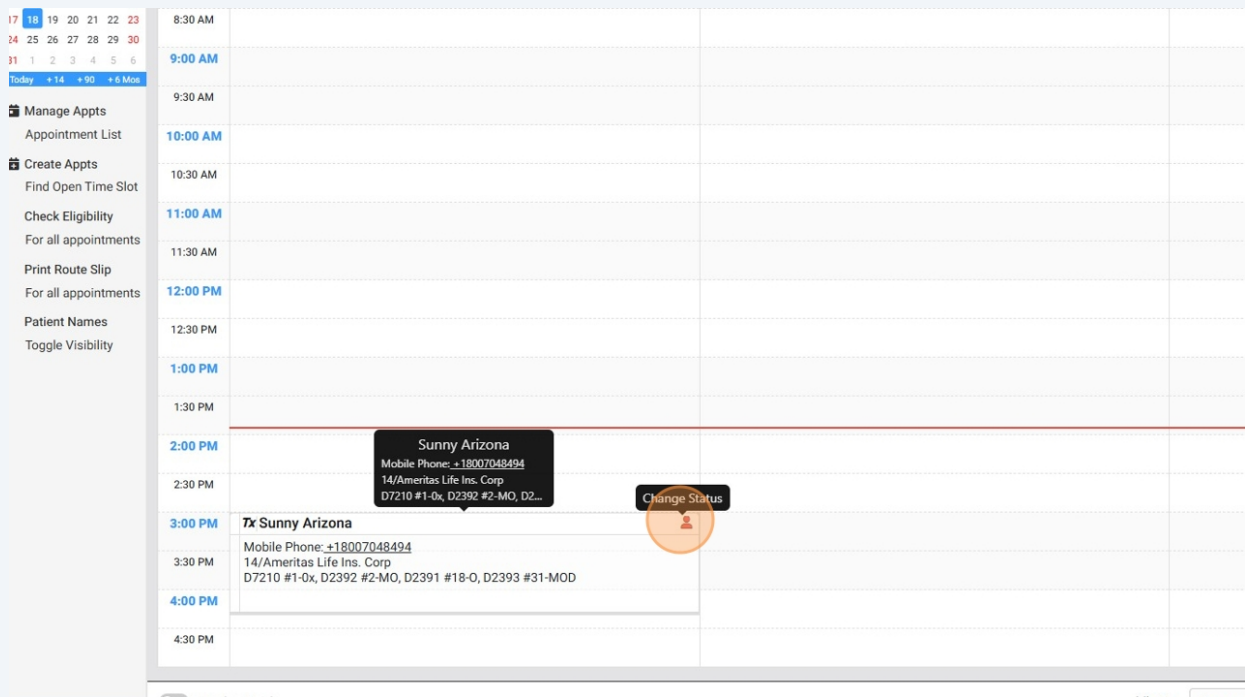 17 18 19 20 21 22 23
24 25 26 27 28 29 30
31 1 2 3 4 5 6
Today +14 +90 +6 Mos
Manage Appts
Appointment List
Create Appts
Find Open Time Slot
Check Eligibility
For all appointments
Print Route Slip
For all appointments
Patient Names
Toggle Visibility
8:30 AM
9:00 AM
9:30 AM
10:00 AM
10:30 AM
11:00 AM
11:30 AM
12:00 PM
12:30 PM
1:00 PM
1:30 PM
2:00 PM
2:30 PM
3:00 PM
3:30 PM
4:00 PM
4:30 PM
Sunny Arizona
Mobile Phone: +18007048494
14/Ameritas Life Ins. Corp
D7210 #1-0x, D2392 #2-MO, D2...
Change Status
Tx Sunny Arizona
Mobile Phone: +18007048494
14/Ameritas Life Ins. Corp
D7210 #1-0x, D2392 #2-MO, D2391 #18-O, D2393 #31-MOD